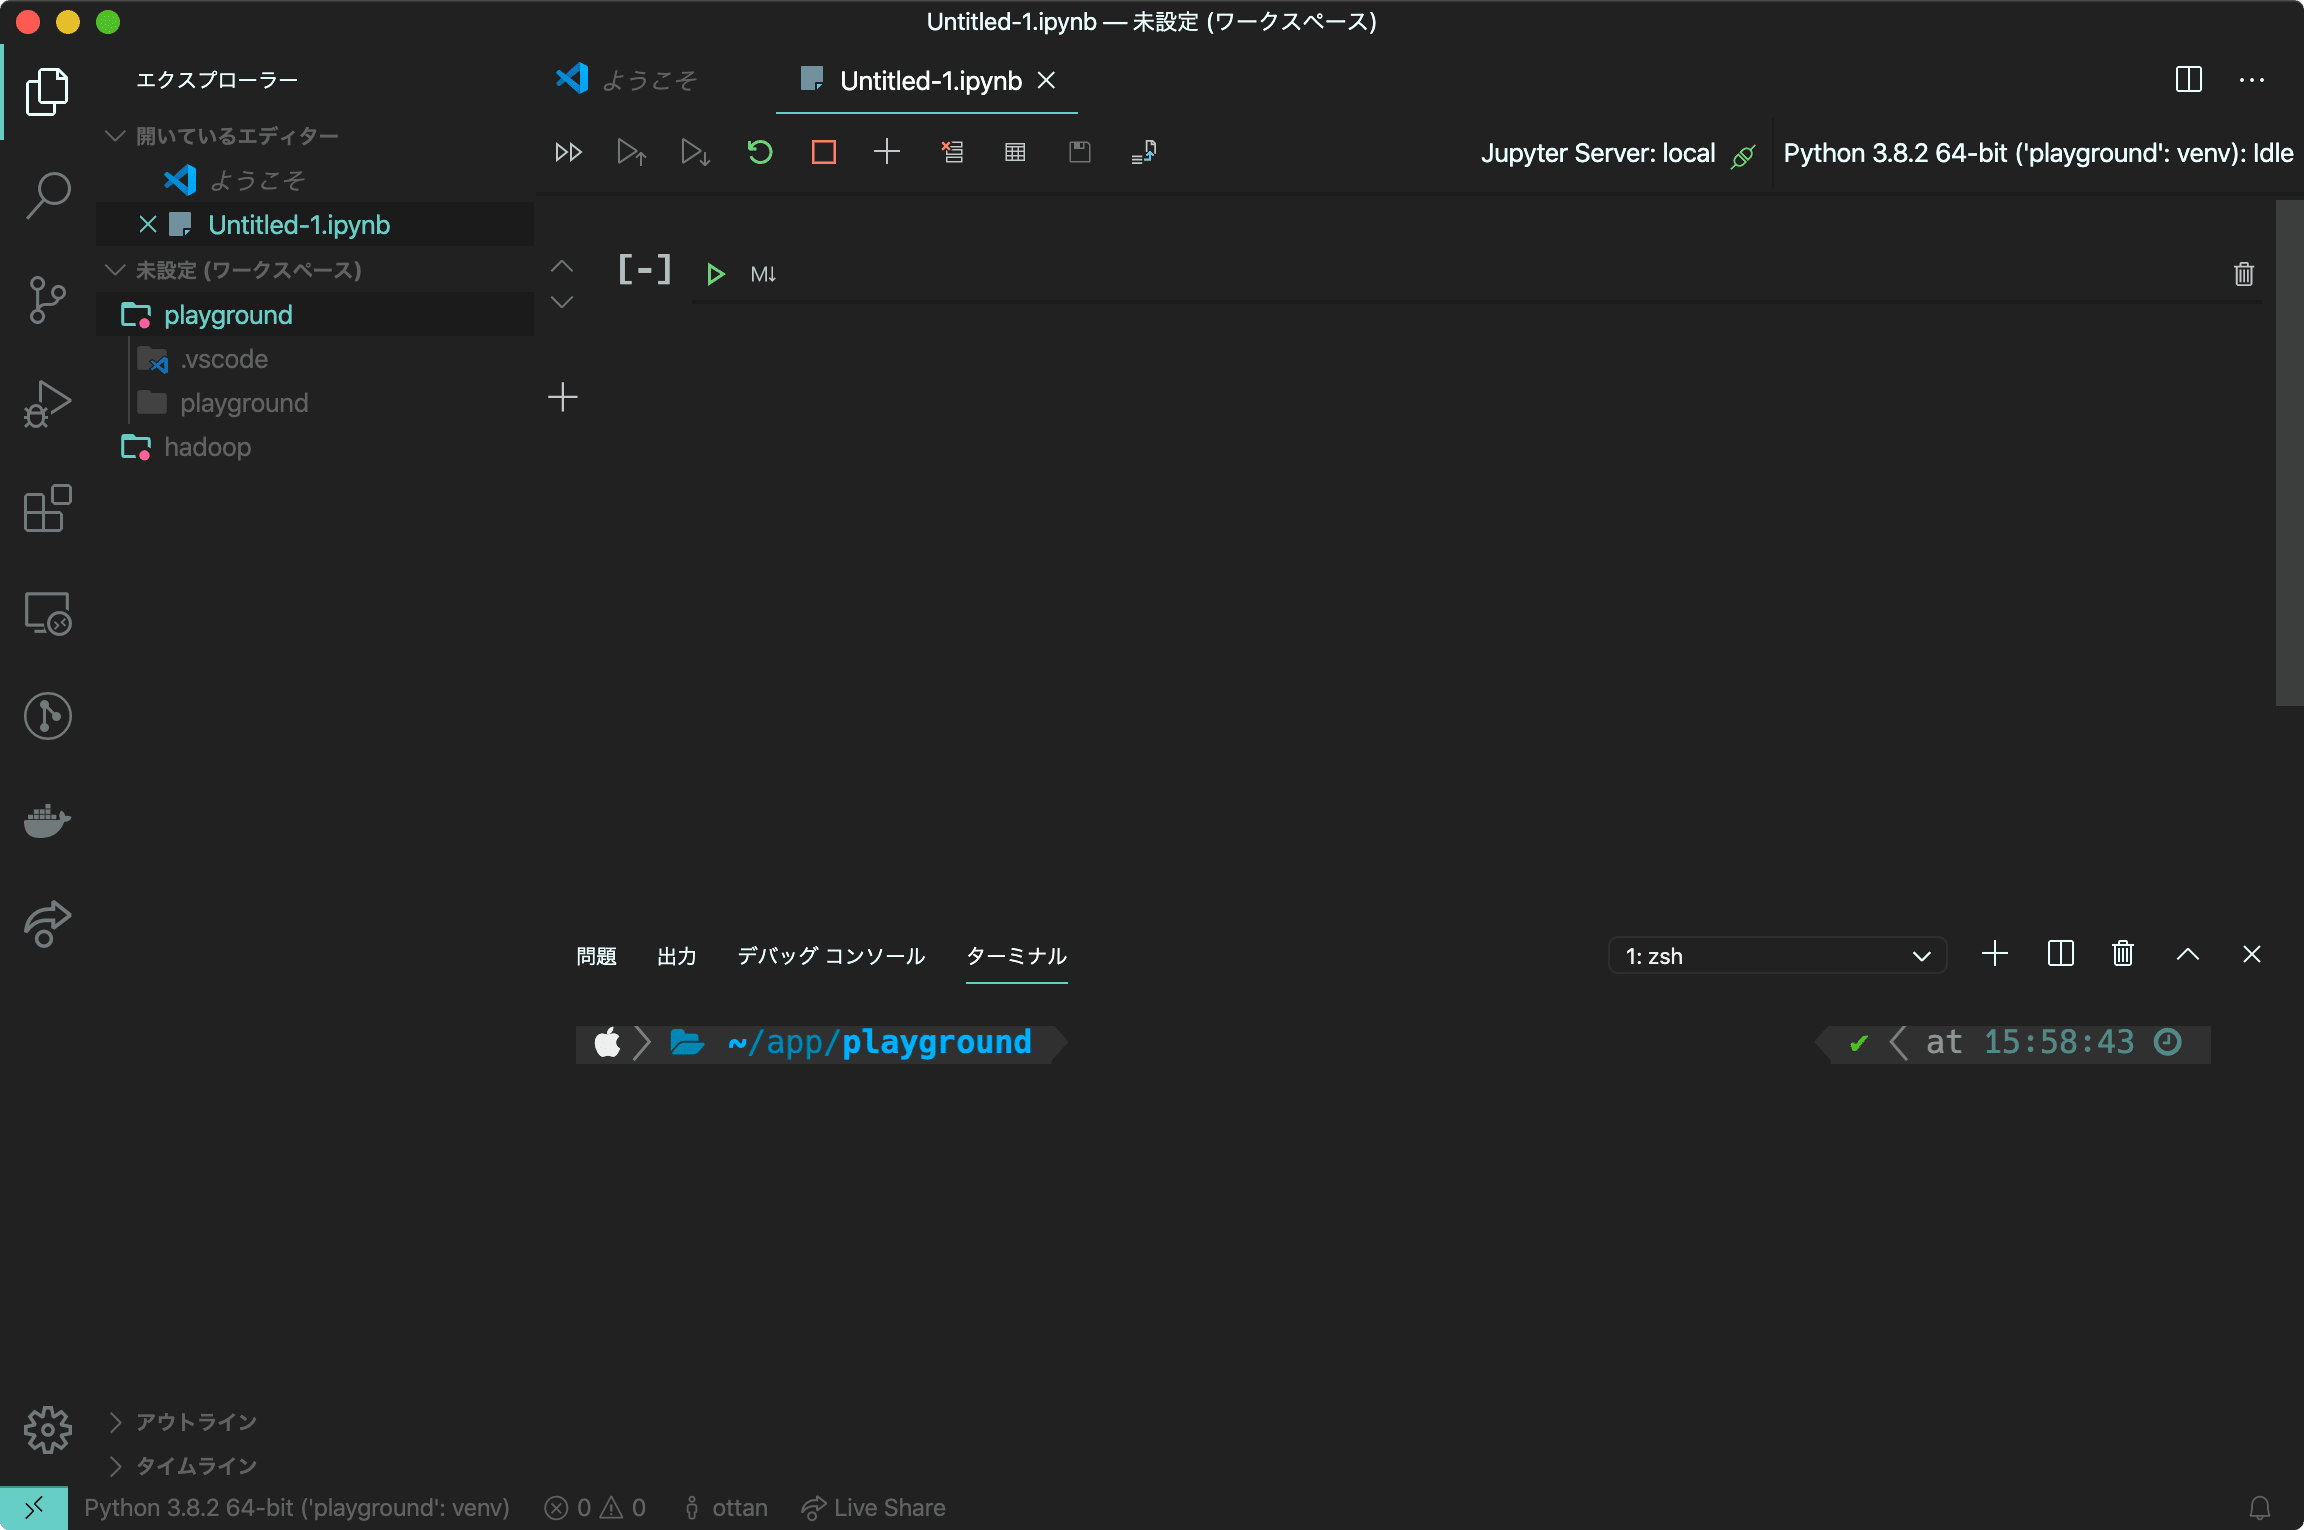 Untitled-1.ipynb — 未設定 (ワークスペース)
エクスプローラー
開いているエディター
ようこそ
Untitled-1.ipynb
未設定 (ワークスペース)
playground
.vscode
playground
hadoop
アウトライン
タイムライン
ようこそ
Untitled-1.ipynb
Jupyter Server: local
Python 3.8.2 64-bit ('playground': venv): Idle
[-]
M↓
問題 出力 デバッグ コンソール ターミナル
1: zsh
~/app/playground
✔ at 15:58:43
Python 3.8.2 64-bit ('playground': venv) 0 0 ottan Live Share